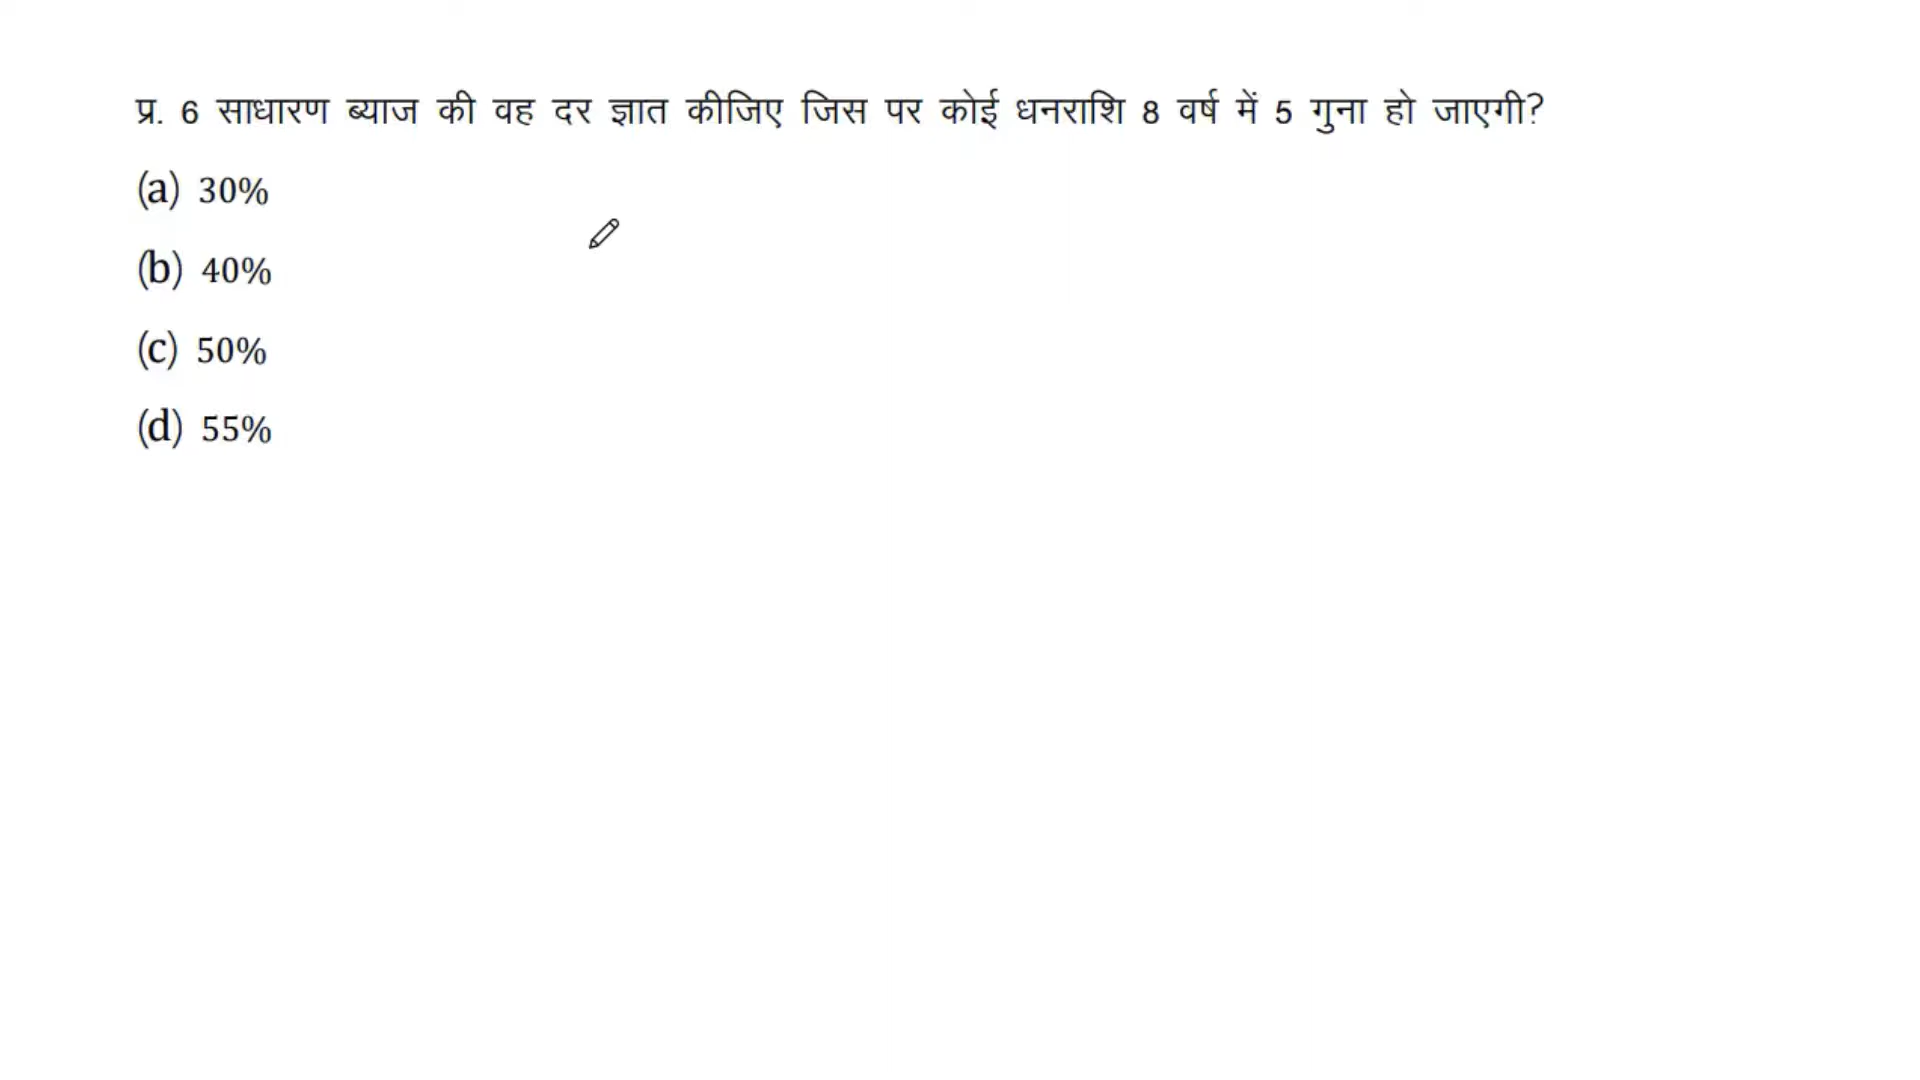 प्र. 6 साधारण ब्याज की वह दर ज्ञात कीजिए जिस पर कोई धनराशि 8 वर्ष में 5 गुना हो जाएगी?
(a) 30%
(b) 40%
(c) 50%
(d) 55%